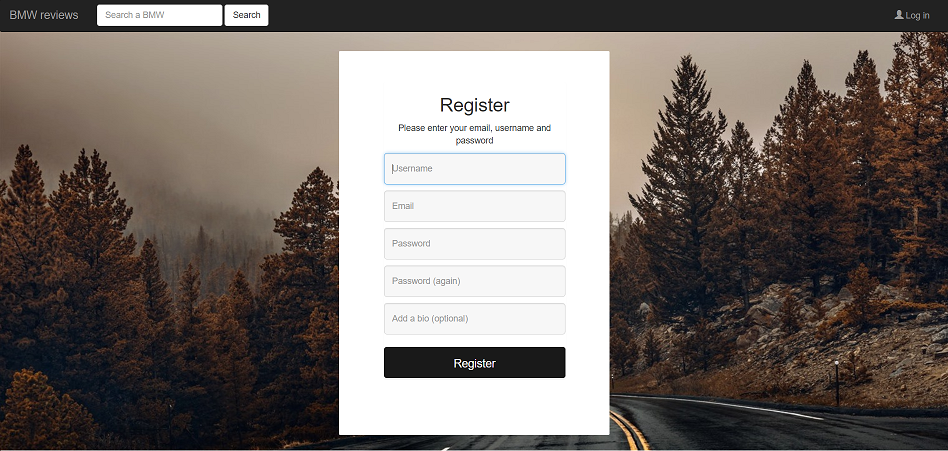 BMW reviews
Search a BMW
Search
Log in
Register
Please enter your email, username and
password
Username
Email
Password
Password (again)
Add a bio (optional)
Register